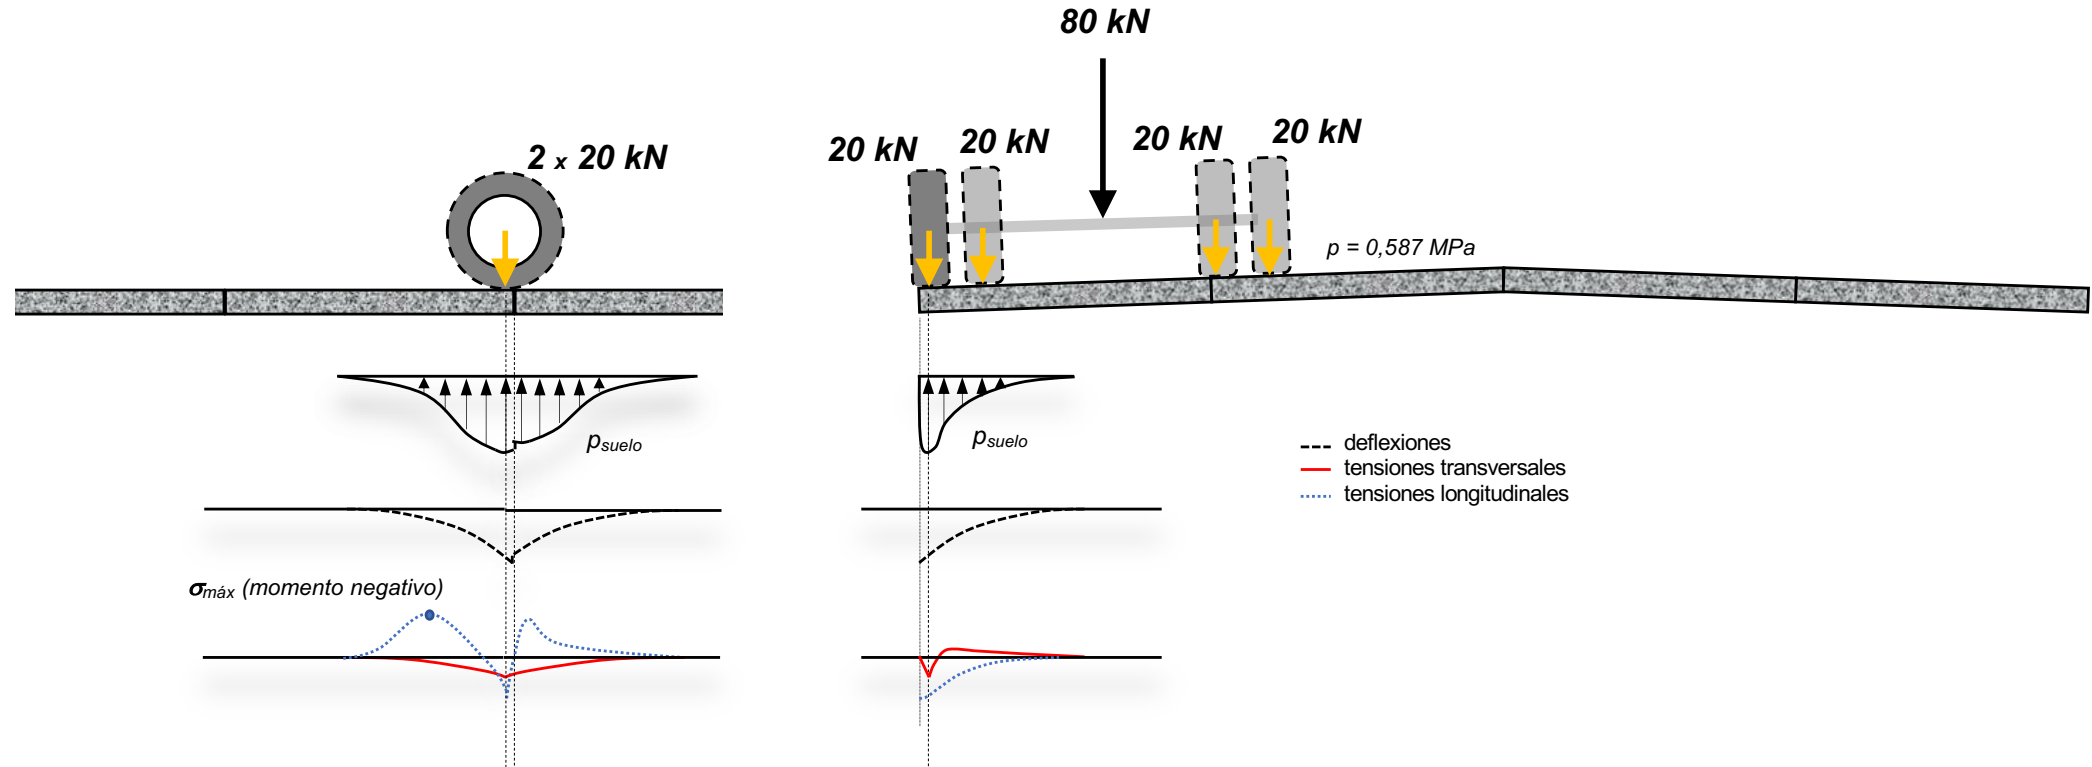 80 kN
2 x 20 kN
20 kN
20 kN
20 kN
20 kN
p = 0,587 MPa
psuelo
psuelo
deflexiones
tensiones transversales
tensiones longitudinales
σmáx (momento negativo)